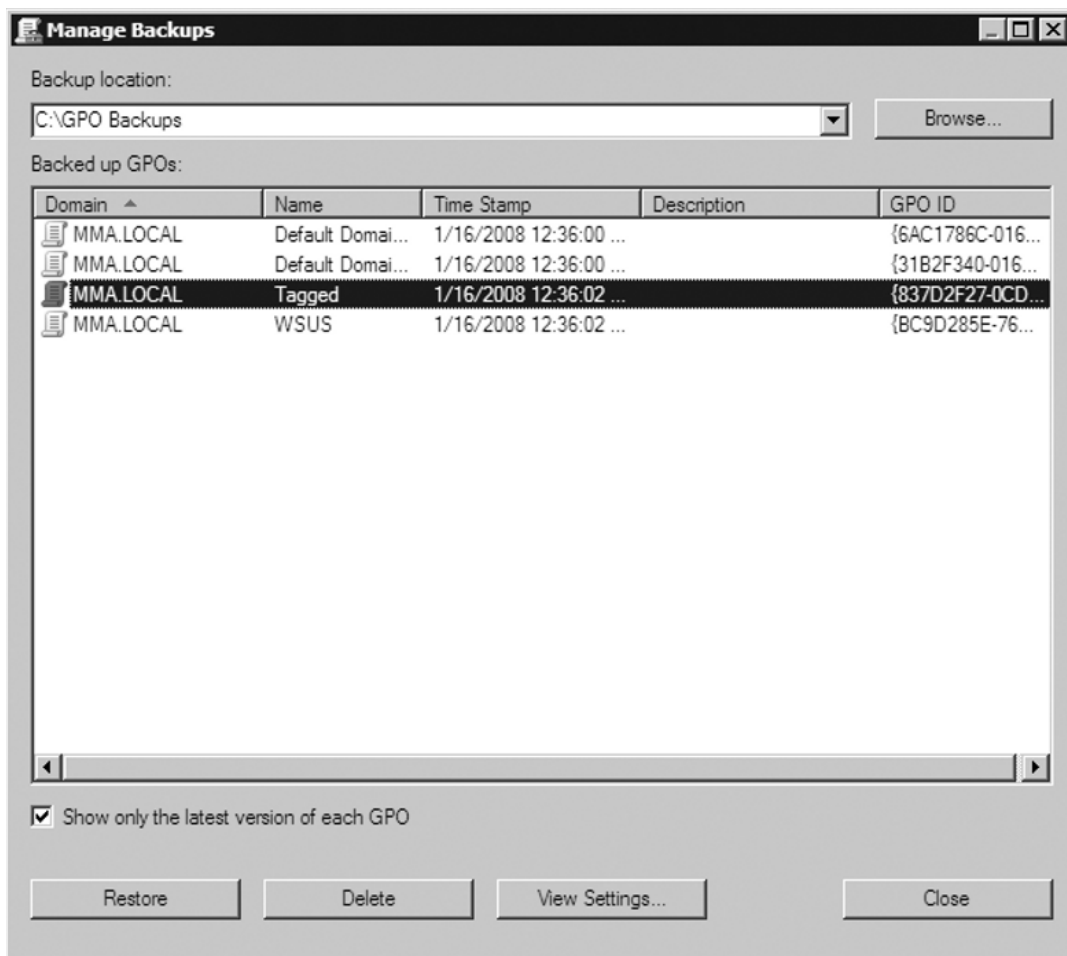 Manage Backups
Backup location:
C:\GPO Backups Browse...
Backed up GPOs:
Domain Name Time Stamp Description GPO ID
MMA.LOCAL Default Domai... 1/16/2008 12:36:00 ... {6AC1786C-016...
MMA.LOCAL Default Domai... 1/16/2008 12:36:00 ... {31B2F340-016...
MMA.LOCAL Tagged 1/16/2008 12:36:02 ... {837D2F27-0CD...
MMA.LOCAL WSUS 1/16/2008 12:36:02 ... {BC9D285E-76...
Show only the latest version of each GPO
Restore Delete View Settings... Close